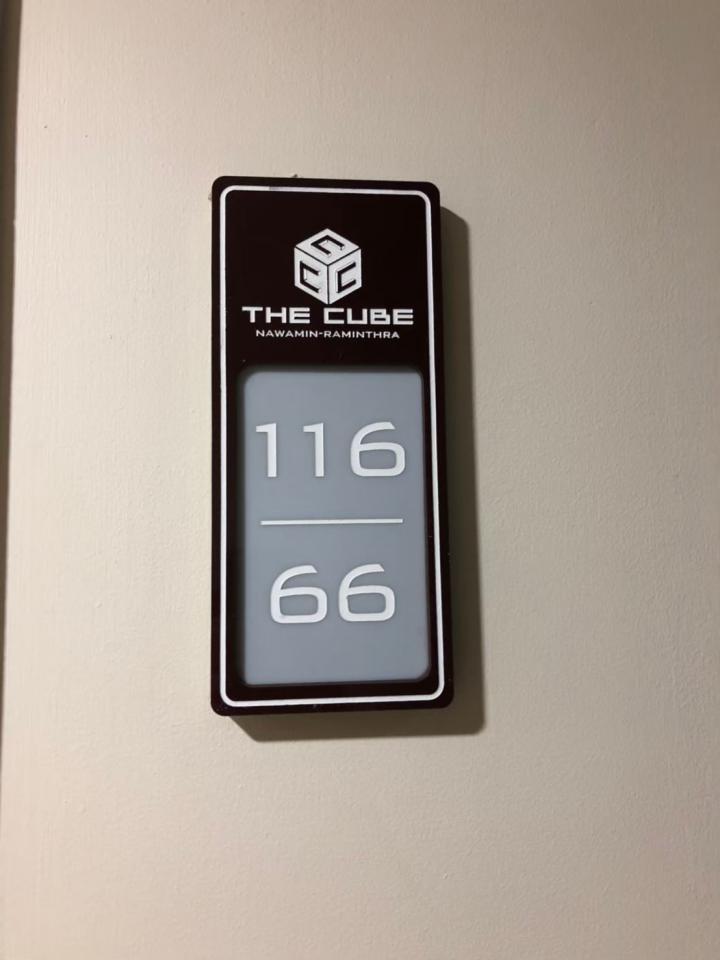 THE CUBE
NAWAMIN-RAMINTHRA
116
66